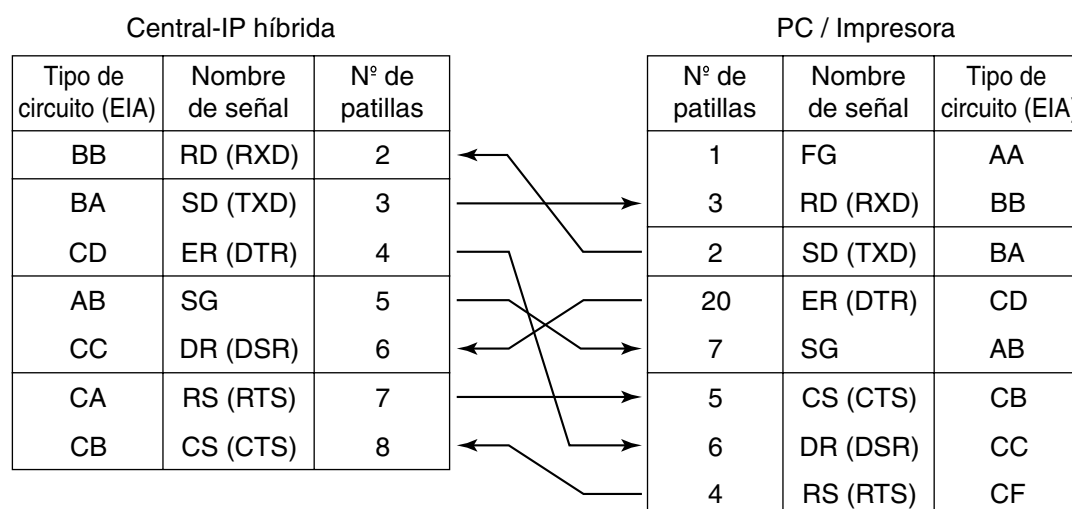 Central-IP híbrida
PC / Impresora
Tipo de circuito (EIA) Nombre de señal Nº de patillas
BB RD (RXD) 2
BA SD (TXD) 3
CD ER (DTR) 4
AB SG 5
CC DR (DSR) 6
CA RS (RTS) 7
CB CS (CTS) 8
Nº de patillas Nombre de señal Tipo de circuito (EIA)
1 FG AA
3 RD (RXD) BB
2 SD (TXD) BA
20 ER (DTR) CD
7 SG AB
5 CS (CTS) CB
6 DR (DSR) CC
4 RS (RTS) CF